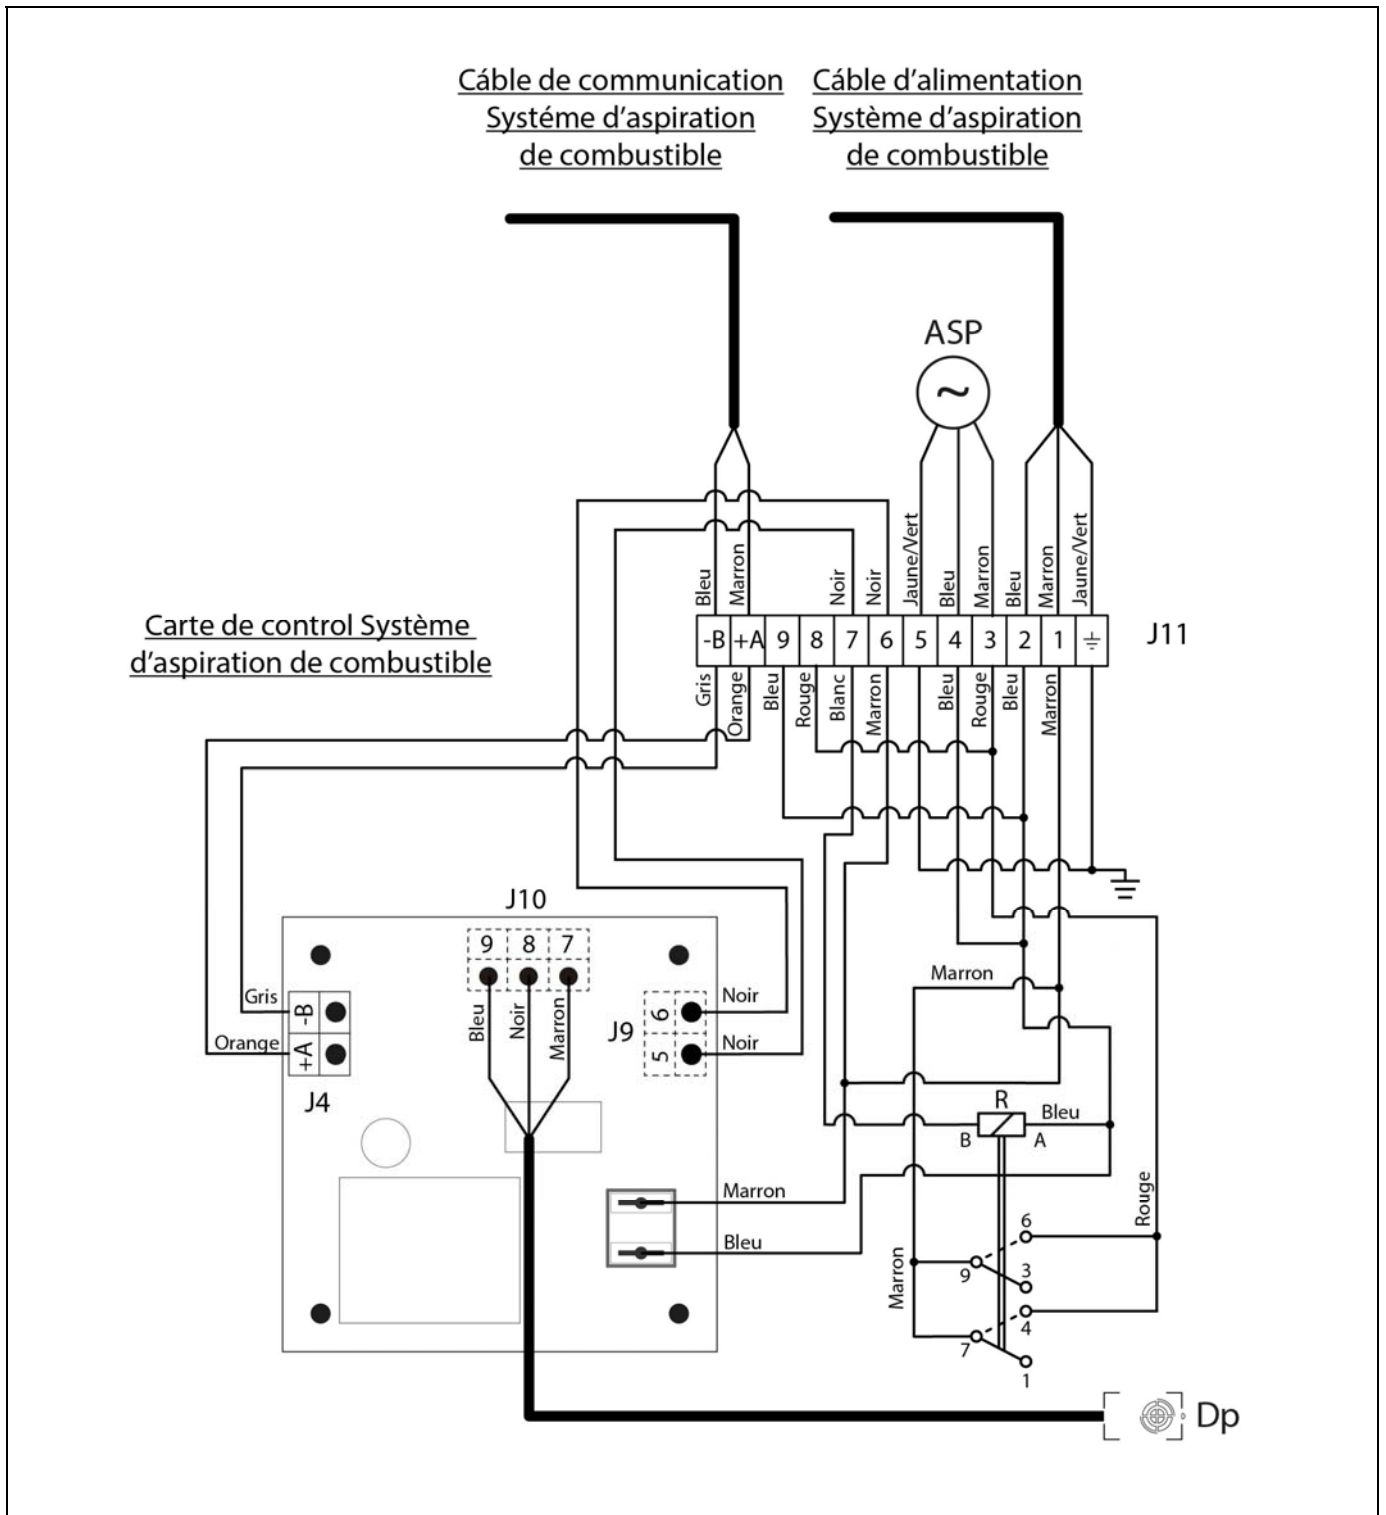 Cáble de communication
Systéme d'aspiration
de combustible
Cáble d'alimentation
Système d'aspiration
de combustible
ASP
~
Bleu
Marron
Noir
Noir
Jaune/Vert
Bleu
Marron
Bleu
Marron
Jaune/Vert
-B +A 9 8 7 6 5 4 3 2 1
J11
Carte de control Système
d'aspiration de combustible
Gris
Orange
Bleu
Rouge
Blanc
Marron
Bleu
Rouge
Bleu
Marron
J10
9 8 7
Bleu
Noir
Marron
Gris
-B
Orange
+A
J4
J9
6
5
Noir
Noir
Marron
R
Bleu
B
A
Marron
Bleu
Marron
Rouge
6
9
3
4
7
1
Dp